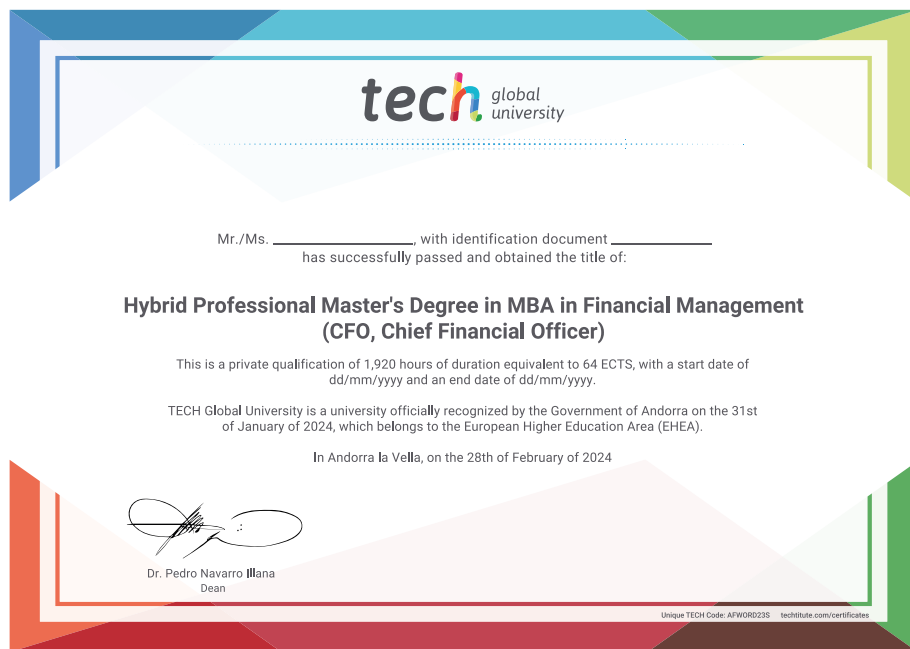 tech global university
Mr./Ms. ____________, with identification document ____________
has successfully passed and obtained the title of:
Hybrid Professional Master's Degree in MBA in Financial Management
(CFO, Chief Financial Officer)
This is a private qualification of 1,920 hours of duration equivalent to 64 ECTS, with a start date of
dd/mm/yyyy and an end date of dd/mm/yyyy.
TECH Global University is a university officially recognized by the Government of Andorra on the 31st
of January of 2024, which belongs to the European Higher Education Area (EHEA).
In Andorra la Vella, on the 28th of February of 2024
Dr. Pedro Navarro Illana
Dean
Unique TECH Code: AFWORD23S techtitute.com/certificates